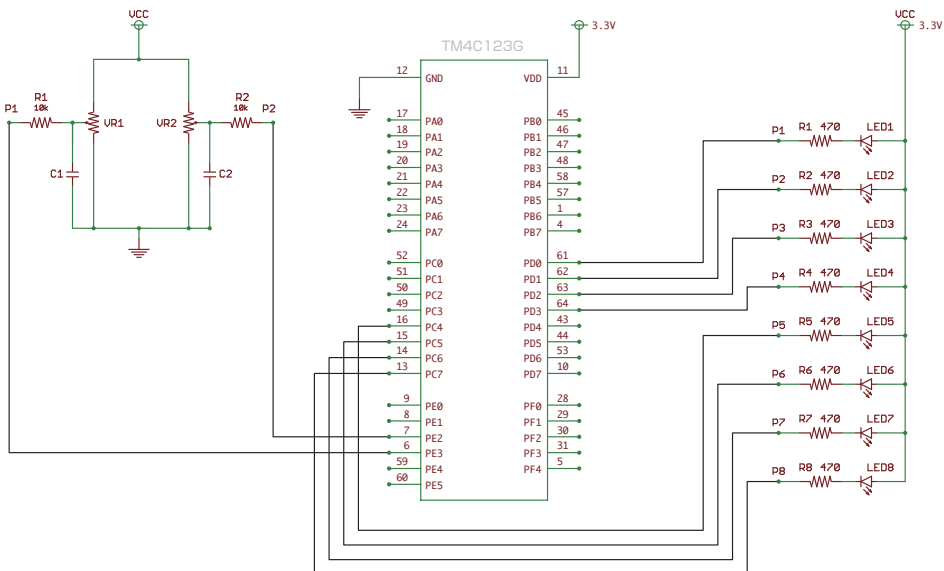 VCC
P1
R1
10k
VR1
VR2
R2
10k
P2
C1
C2
TM4C123G
3.3V
12 GND
VDD 11
17 PA0
18 PA1
19 PA2
20 PA3
21 PA4
22 PA5
23 PA6
24 PA7
52 PC0
51 PC1
50 PC2
49 PC3
16 PC4
15 PC5
14 PC6
13 PC7
9 PE0
8 PE1
7 PE2
6 PE3
59 PE4
60 PE5
PB0 45
PB1 46
PB2 47
PB3 48
PB4 58
PB5 57
PB6 1
PB7 4
PD0 61
PD1 62
PD2 63
PD3 64
PD4 43
PD5 44
PD6 53
PD7 10
PF0 28
PF1 29
PF2 30
PF3 31
PF4 5
VCC
3.3V
P1 R1 470 LED1
P2 R2 470 LED2
P3 R3 470 LED3
P4 R4 470 LED4
P5 R5 470 LED5
P6 R6 470 LED6
P7 R7 470 LED7
P8 R8 470 LED8